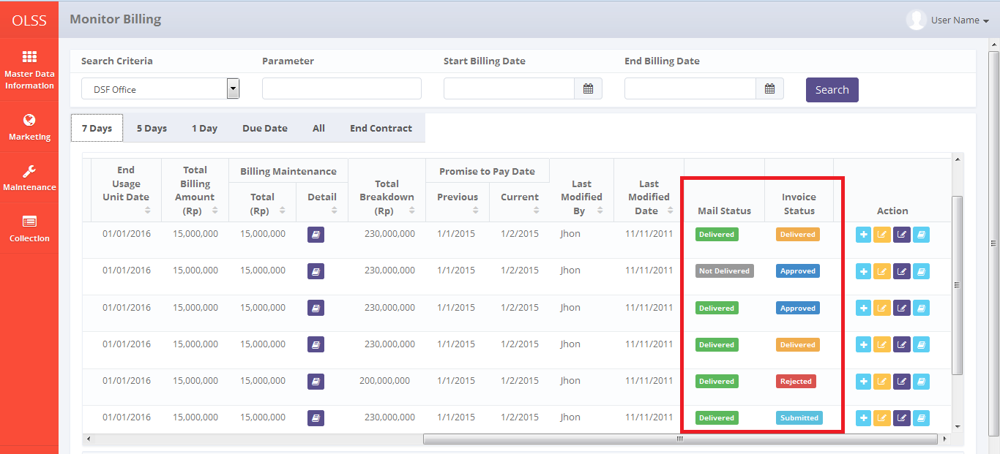 OLSS
Monitor Billing
User Name
Master Data
Information
Marketing
Maintenance
Collection
Search Criteria Parameter Start Billing Date End Billing Date
DSF Office
Search
7 Days 5 Days 1 Day Due Date All End Contract
End
Usage
Unit Date
Total
Billing
Amount
(Rp)
Billing Maintenance
Total
(Rp)
Detail
Total
Breakdown
(Rp)
Promise to Pay Date
Previous
Current
Last
Modified
By
Last
Modified
Date
Mail Status
Invoice
Status
Action
01/01/2016 15,000,000 15,000,000 230,000,000 1/1/2015 1/2/2015 Jhon 11/11/2011 Delivered Delivered
01/01/2016 15,000,000 15,000,000 230,000,000 1/1/2015 1/2/2015 Jhon 11/11/2011 Not Delivered Approved
01/01/2016 15,000,000 15,000,000 230,000,000 1/1/2015 1/2/2015 Jhon 11/11/2011 Delivered Approved
01/01/2016 15,000,000 15,000,000 230,000,000 1/1/2015 1/2/2015 Jhon 11/11/2011 Delivered Delivered
01/01/2016 15,000,000 15,000,000 200,000,000 1/1/2015 1/2/2015 Jhon 11/11/2011 Delivered Rejected
01/01/2016 15,000,000 15,000,000 230,000,000 1/1/2015 1/2/2015 Jhon 11/11/2011 Delivered Submitted